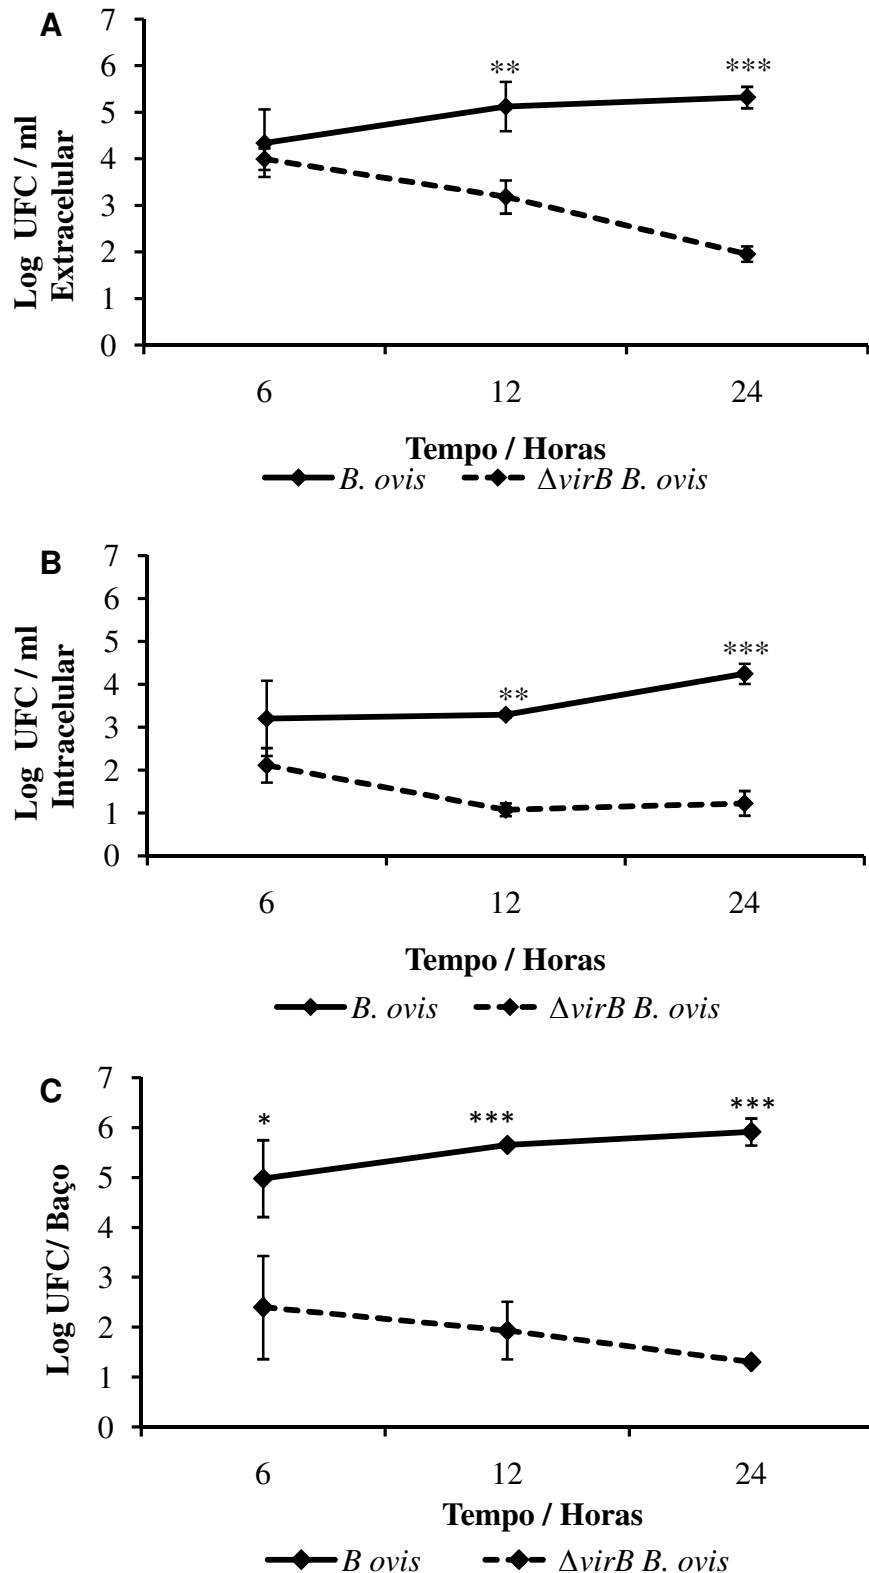 A
7
6
5
4
3
2
1
0
Log UFC / ml
Extracelular
**
***
6 12 24
Tempo / Horas
B. ovis ΔvirB B. ovis
B
7
6
5
4
3
2
1
0
Log UFC / ml
Intracelular
**
***
6 12 24
Tempo / Horas
B. ovis ΔvirB B. ovis
C
7
6
5
4
3
2
1
0
Log UFC/ Baço
*
***
***
6 12 24
Tempo / Horas
B ovis ΔvirB B. ovis